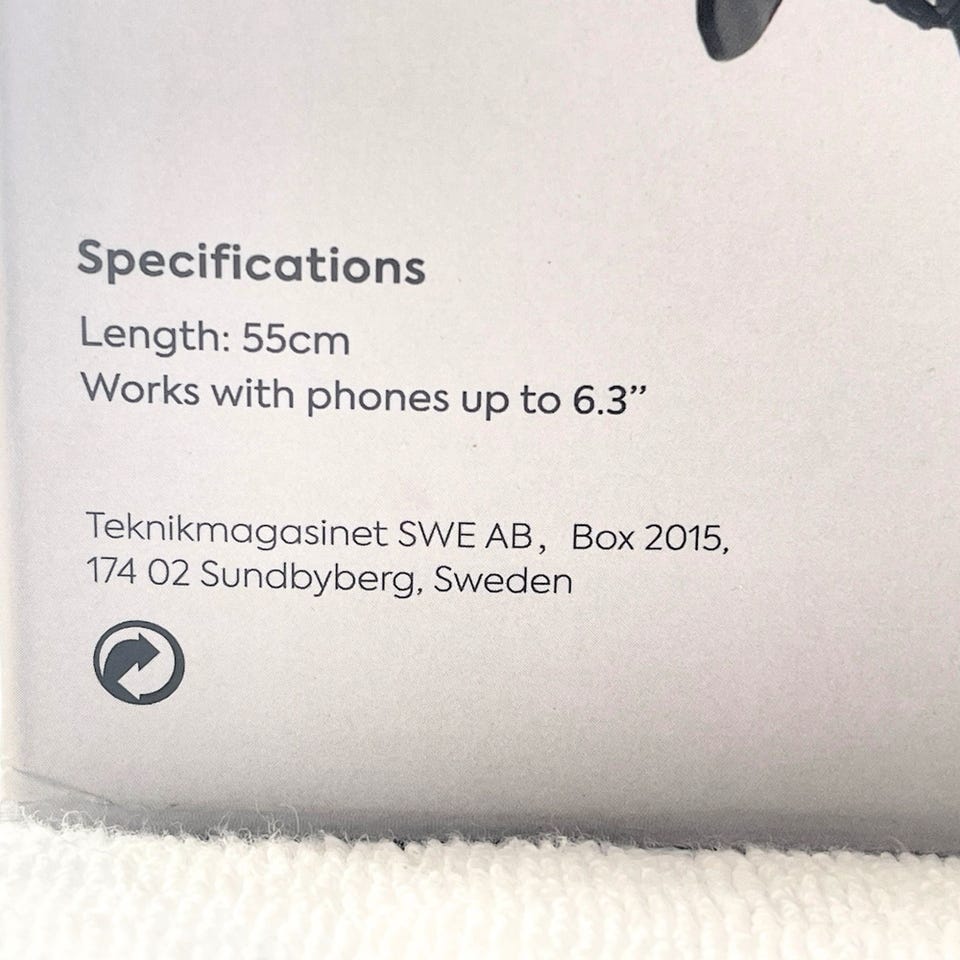 Specifications
Length: 55cm
Works with phones up to 6.3”
Teknikmagasinet SWE AB, Box 2015,
174 02 Sundbyberg, Sweden